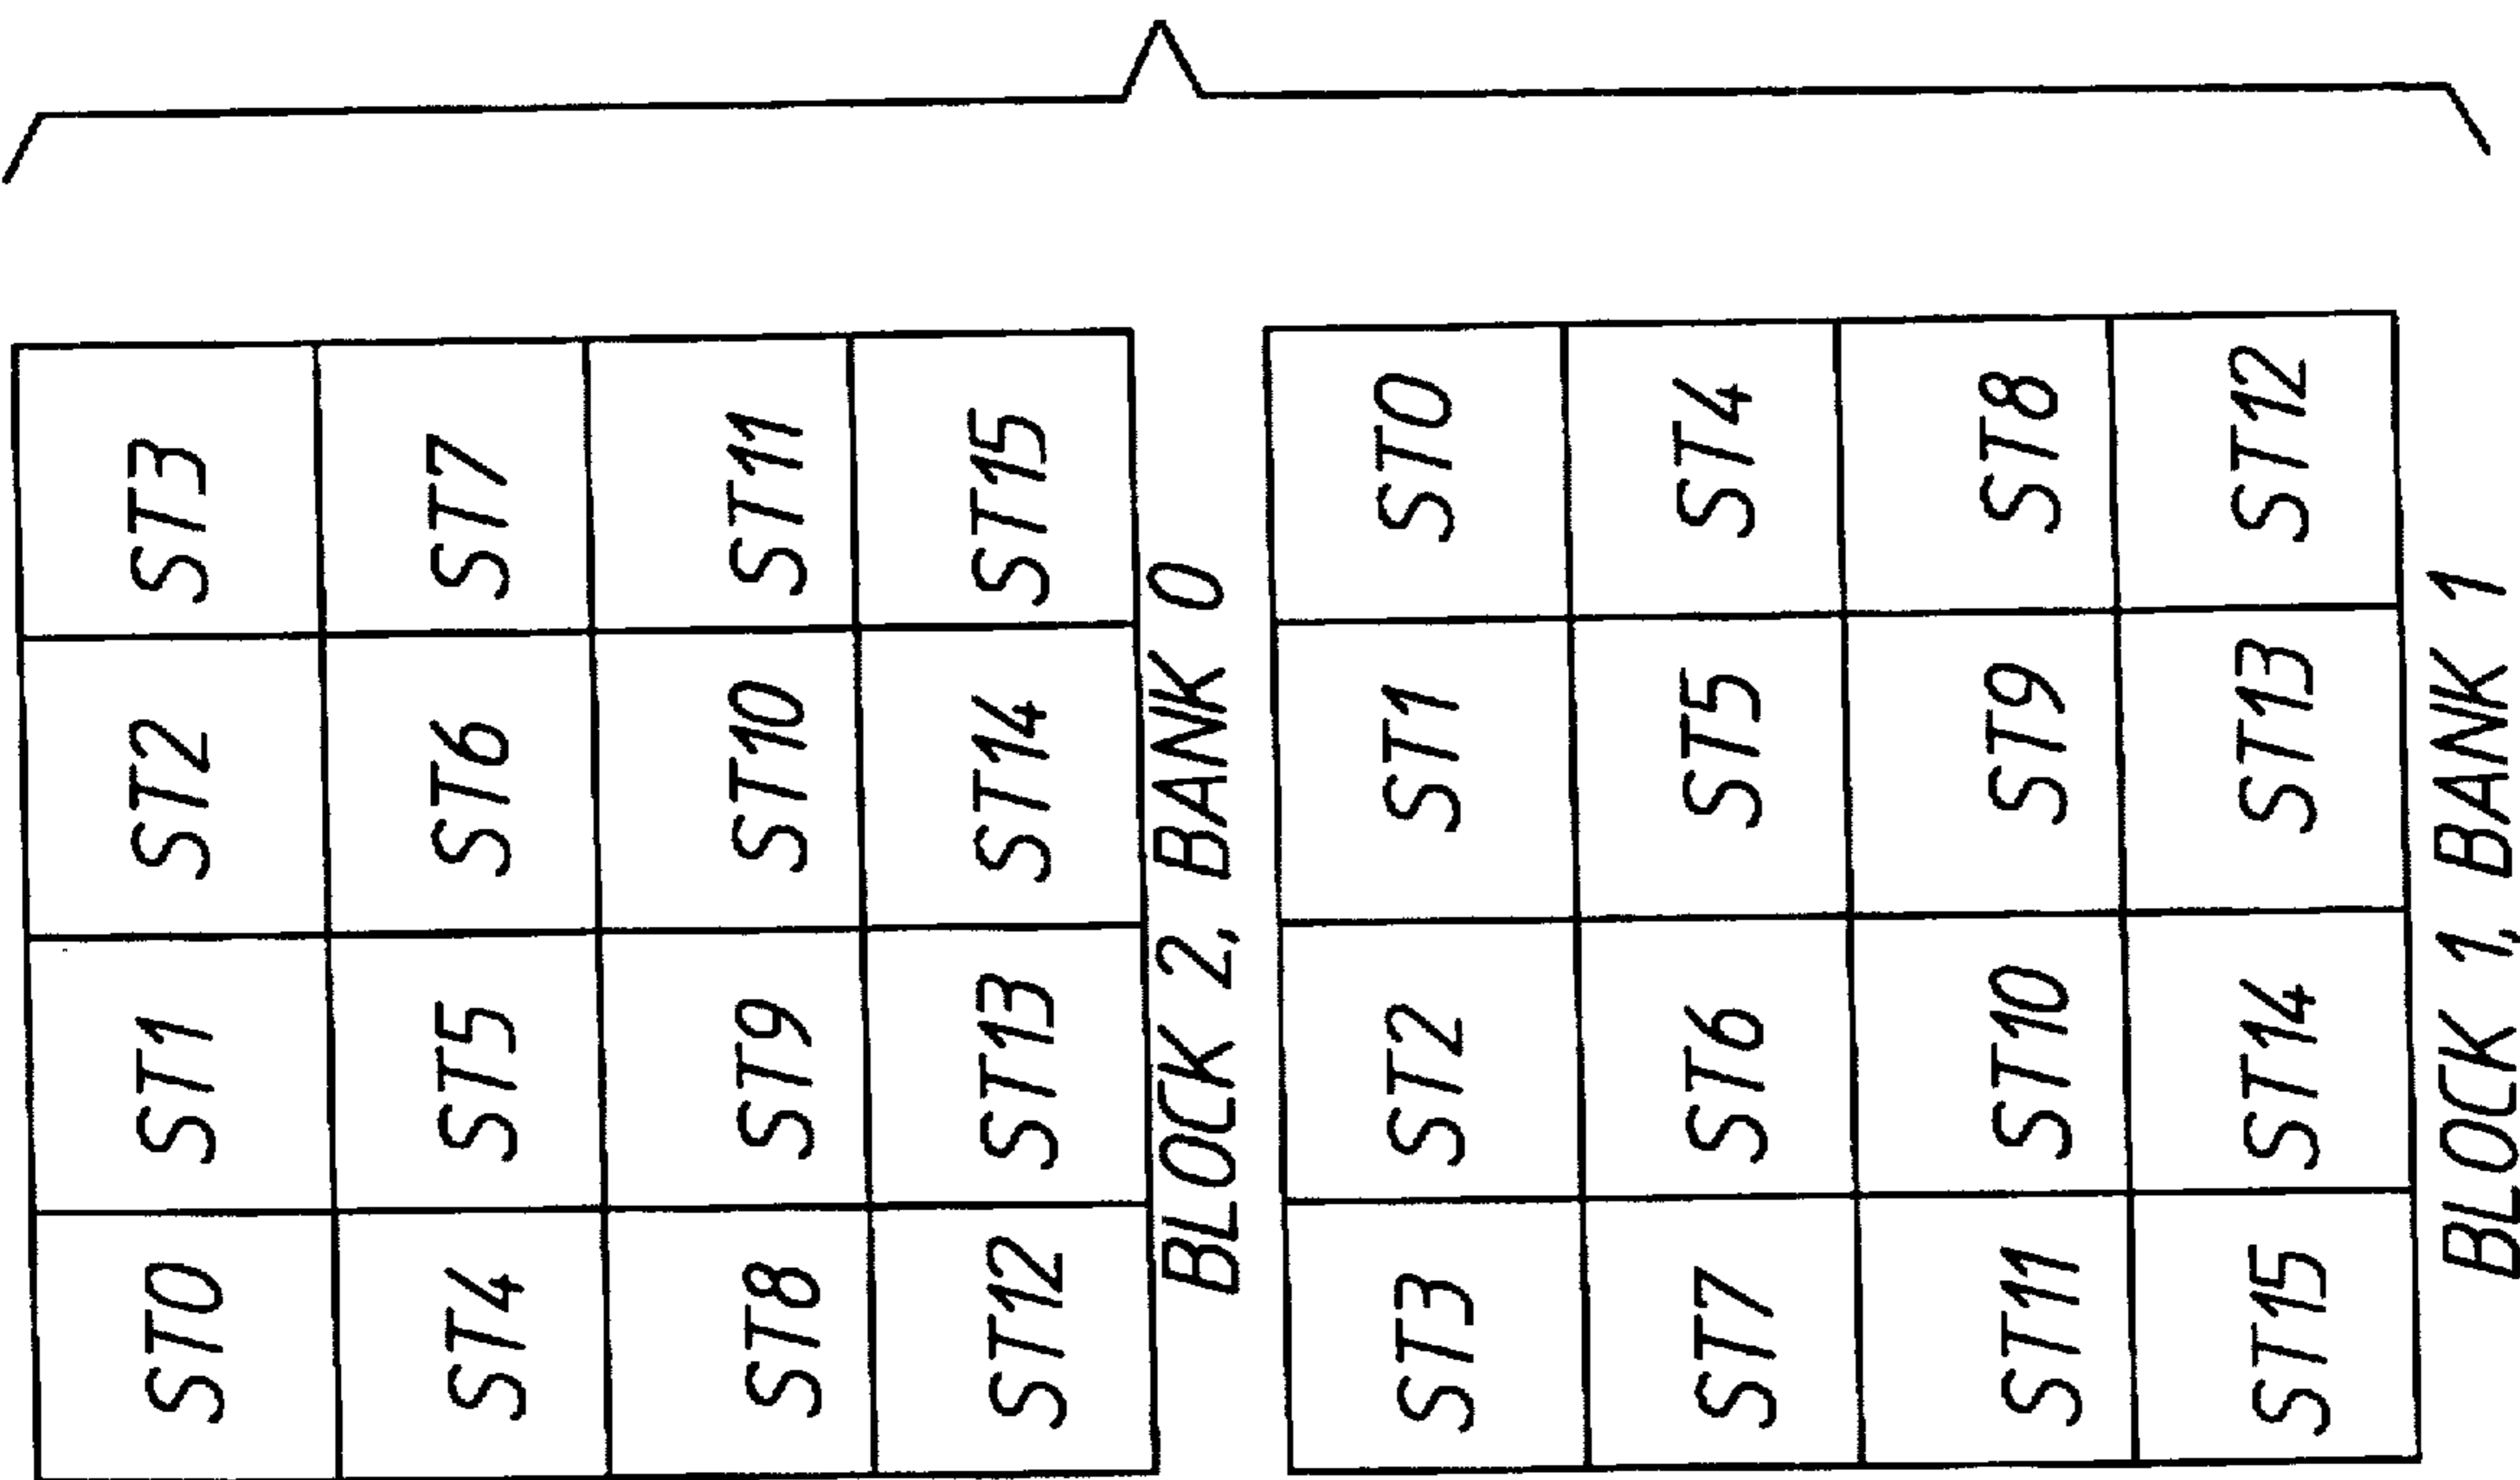 ST0 ST1 ST2 ST3
ST4 ST5 ST6 ST7
ST8 ST9 ST10 ST11
ST12 ST13 ST14 ST15
BLOCK 2, BANK 0
ST3 ST2 ST1 ST0
ST7 ST6 ST5 ST4
ST11 ST10 ST9 ST8
ST15 ST14 ST13 ST12
BLOCK 1, BANK 1